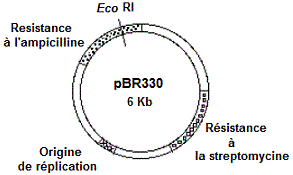 Eco RI
Resistance
à l'ampicilline
pBR330
6 Kb
Origine
de réplication
Résistance
à
la streptomycine